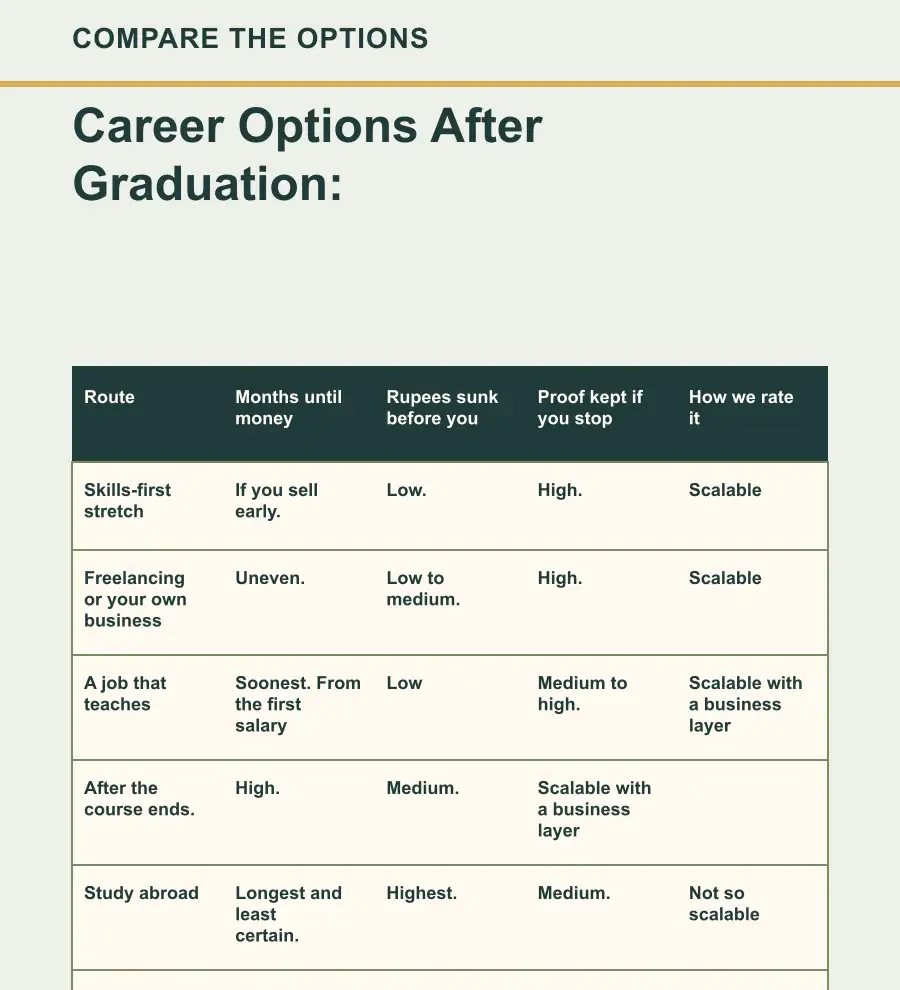 COMPARE THE OPTIONS
Career Options After
Graduation:
Route
Months until
money
Rupees sunk
before you
Proof kept if
you stop
How we rate
it
Skills-first
stretch
If you sell
early.
Low.
High.
Scalable
Freelancing
or your own
business
Uneven.
Low to
medium.
High.
Scalable
A job that
teaches
Soonest. From
the first
salary
Low
Medium to
high.
Scalable with
a business
layer
After the
course ends.
High.
Medium.
Scalable with
a business
layer
Study abroad
Longest and
least
certain.
Highest.
Medium.
Not so
scalable